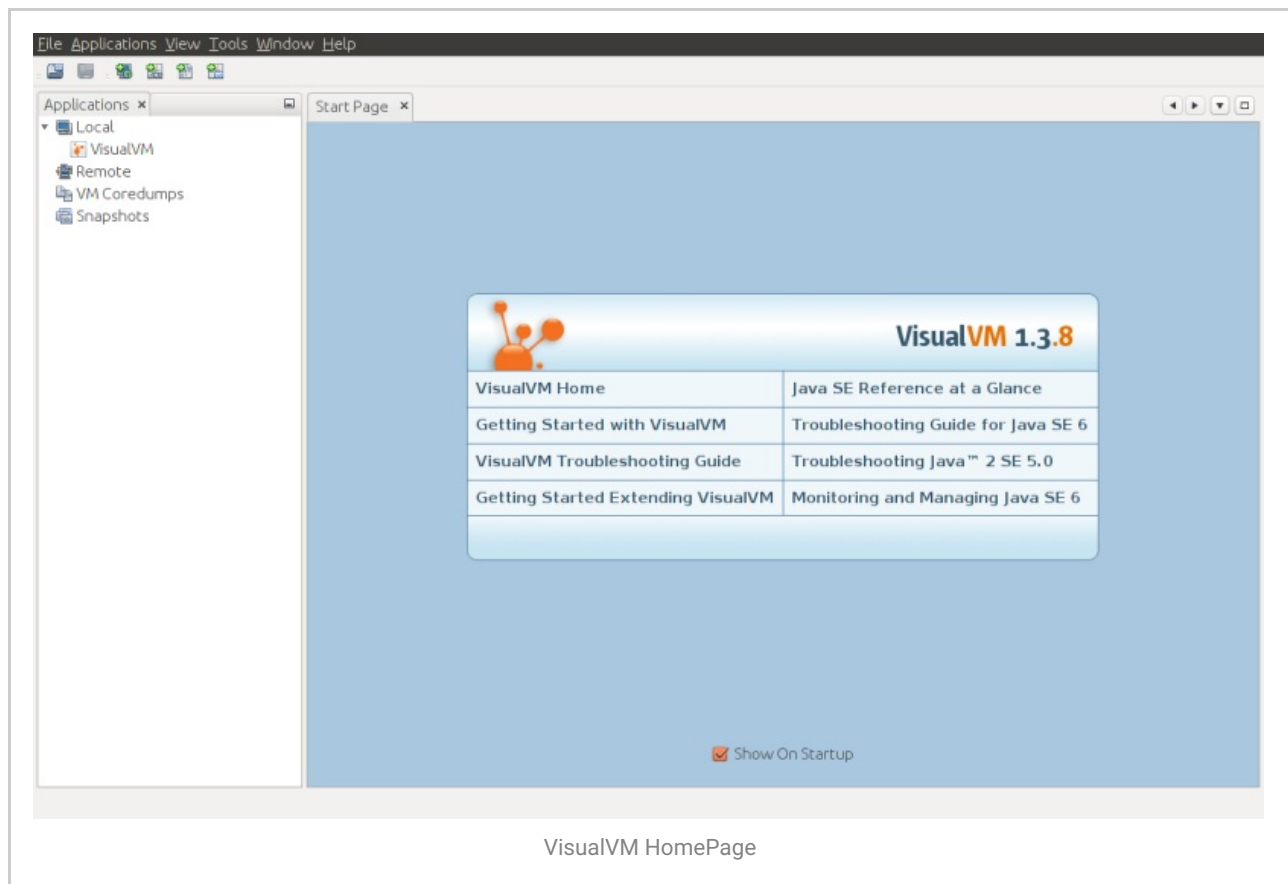 File Applications View Tools Window Help
Applications
Start Page
Local
VisualVM
Remote
VM Coredumps
Snapshots
VisualVM 1.3.8
VisualVM Home
Java SE Reference at a Glance
Getting Started with VisualVM
Troubleshooting Guide for Java SE 6
VisualVM Troubleshooting Guide
Troubleshooting Java™ 2 SE 5.0
Getting Started Extending VisualVM
Monitoring and Managing Java SE 6
Show On Startup
VisualVM HomePage